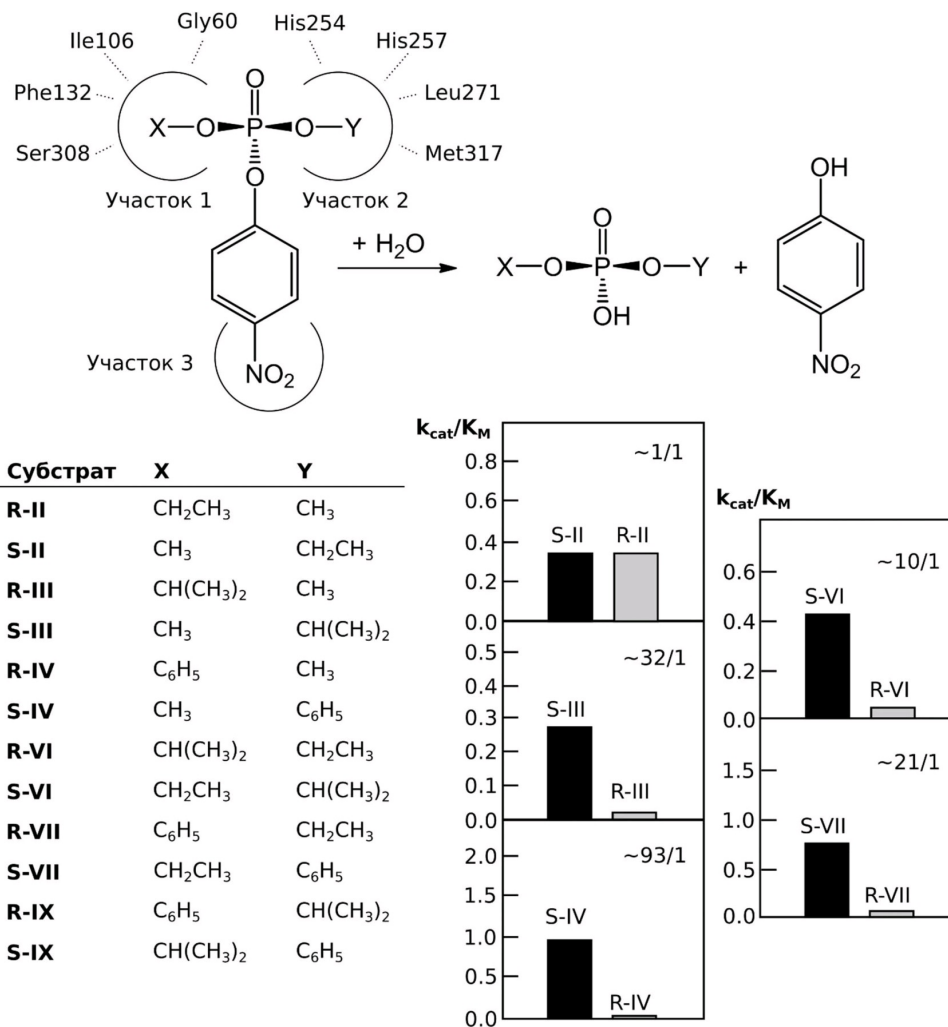 Gly60
His254
Ile106
His257
Phe132
Leu271
Ser308
Met317
O
X—O P O—Y
O
Участок 1
Участок 2
+ H₂O
NO₂
Участок 3
O
X—O P O—Y
OH
+
OH
NO₂
Субстрат X Y
R-II CH₂CH₃ CH₃
S-II CH₃ CH₂CH₃
R-III CH(CH₃)₂ CH₃
S-III CH₃ CH(CH₃)₂
R-IV C₆H₅ CH₃
S-IV CH₃ C₆H₅
R-VI CH(CH₃)₂ CH₂CH₃
S-VI CH₂CH₃ CH(CH₃)₂
R-VII C₆H₅ CH₂CH₃
S-VII CH₂CH₃ C₆H₅
R-IX C₆H₅ CH(CH₃)₂
S-IX CH(CH₃)₂ C₆H₅
k_cat/K_M
~1/1
0.8
0.6
0.4
0.2
0.0
S-II R-II
~32/1
0.5
0.4
0.3
0.2
0.1
0.0
S-III
R-III
~93/1
2.0
1.5
1.0
0.5
0.0
S-IV
R-IV
k_cat/K_M
~10/1
0.6
0.4
0.2
0.0
S-VI
R-VI
~21/1
1.5
1.0
0.5
0.0
S-VII
R-VII